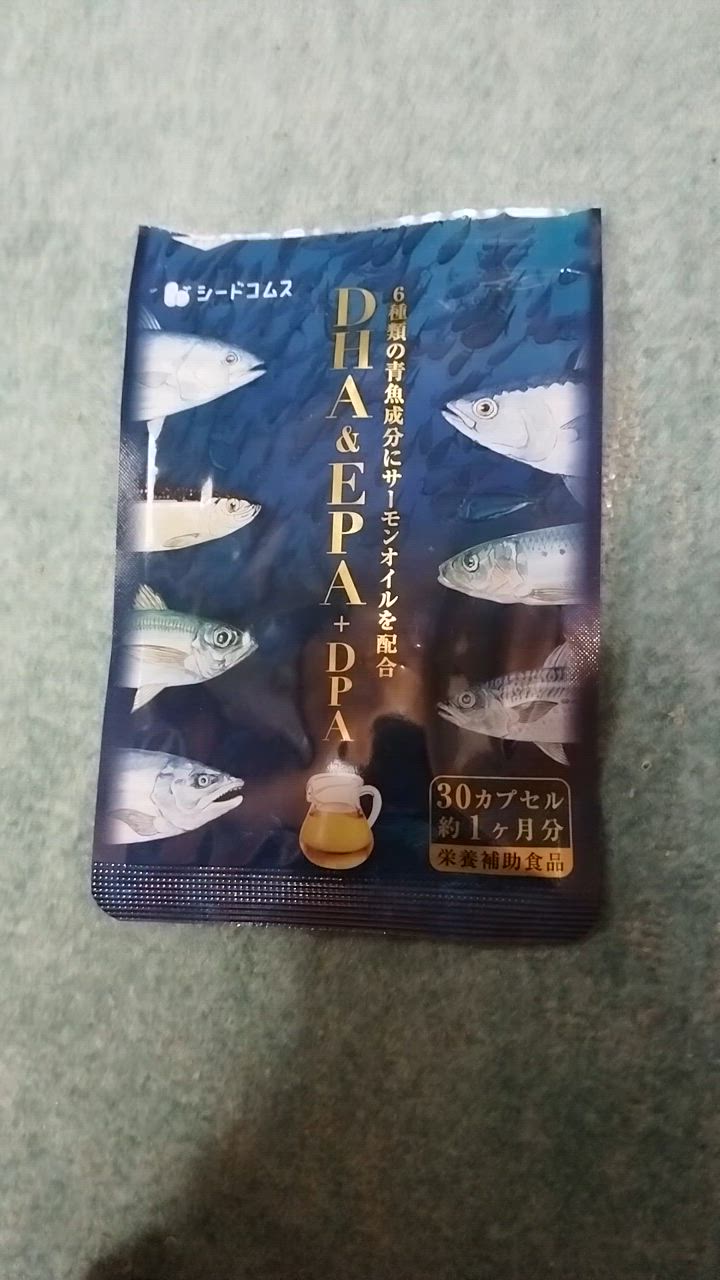 シードコムス
6種類の青魚成分にサーモンオイルを配合
DHA&EPA+DPA
30カプセル
約1ヶ月分
栄養補助食品